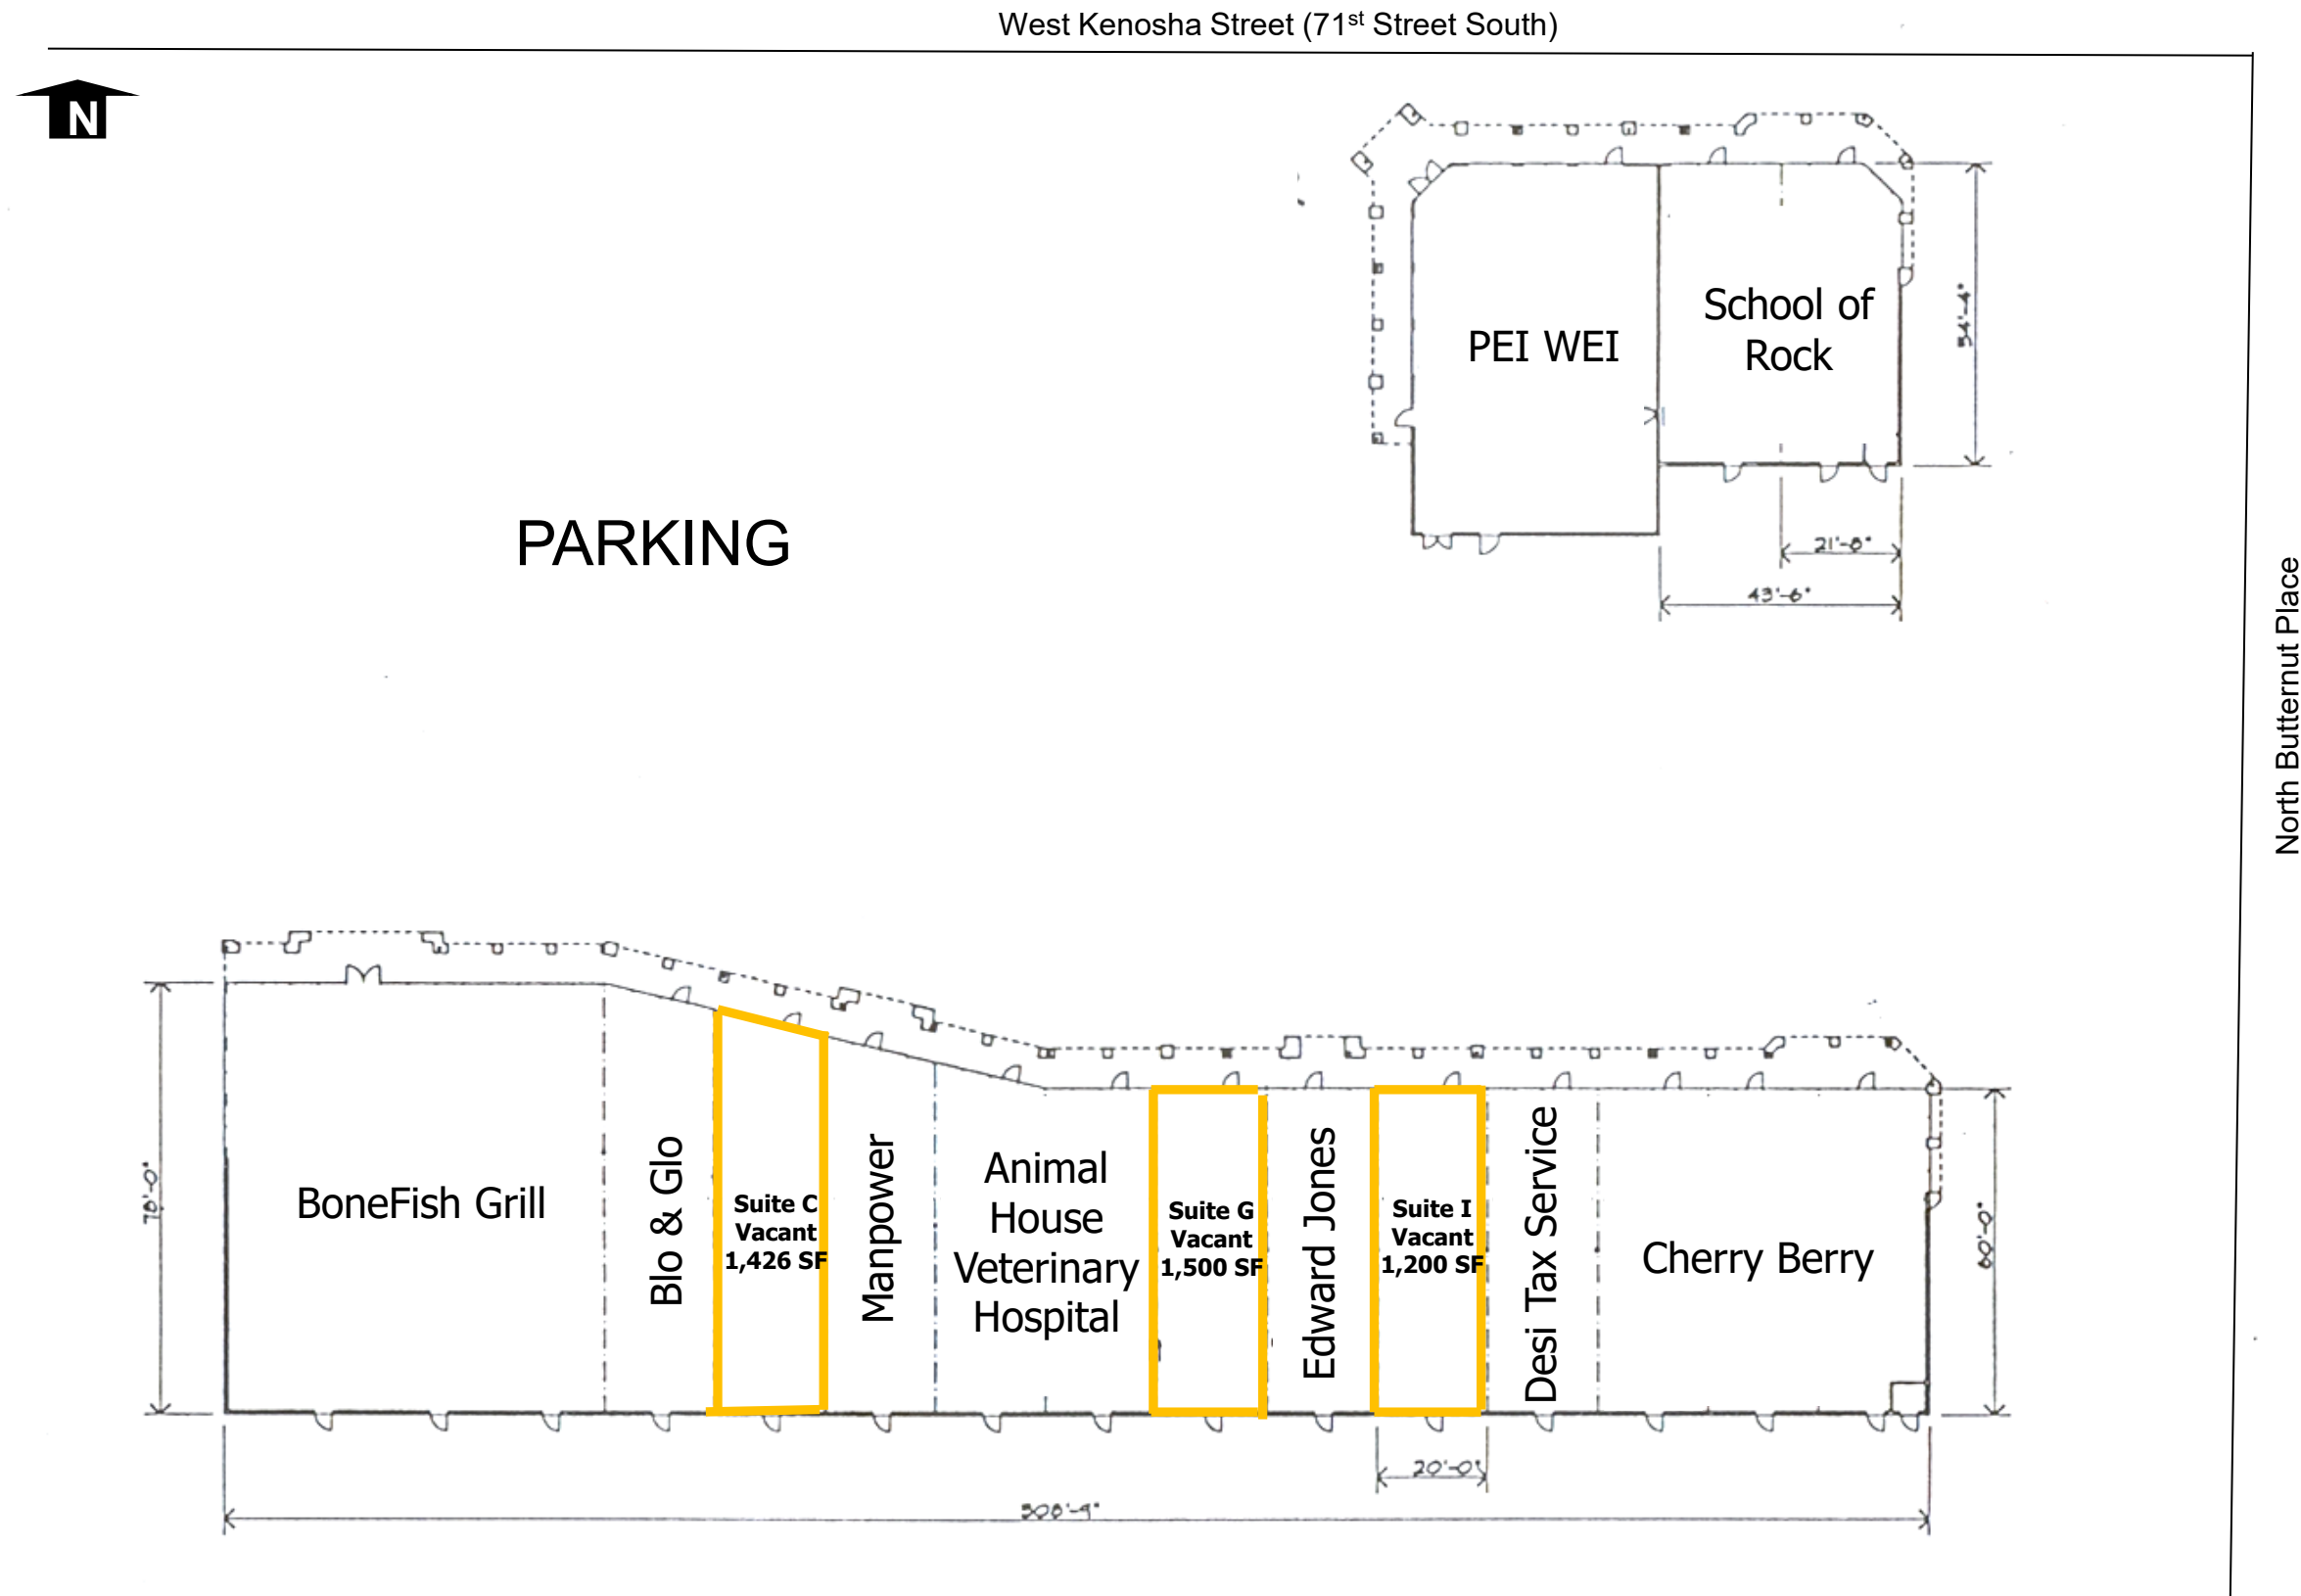 West Kenosha Street (71st Street South)
N
PEI WEI
School of
Rock
54'-4"
21'-8"
43'-6"
PARKING
North Butternut Place
78'-0"
BoneFish Grill
Blo & Glo
Suite C
Vacant
1,426 SF
Manpower
Animal
House
Veterinary
Hospital
Suite G
Vacant
1,500 SF
Edward Jones
Suite I
Vacant
1,200 SF
Desi Tax Service
Cherry Berry
60'-0"
20'-0"